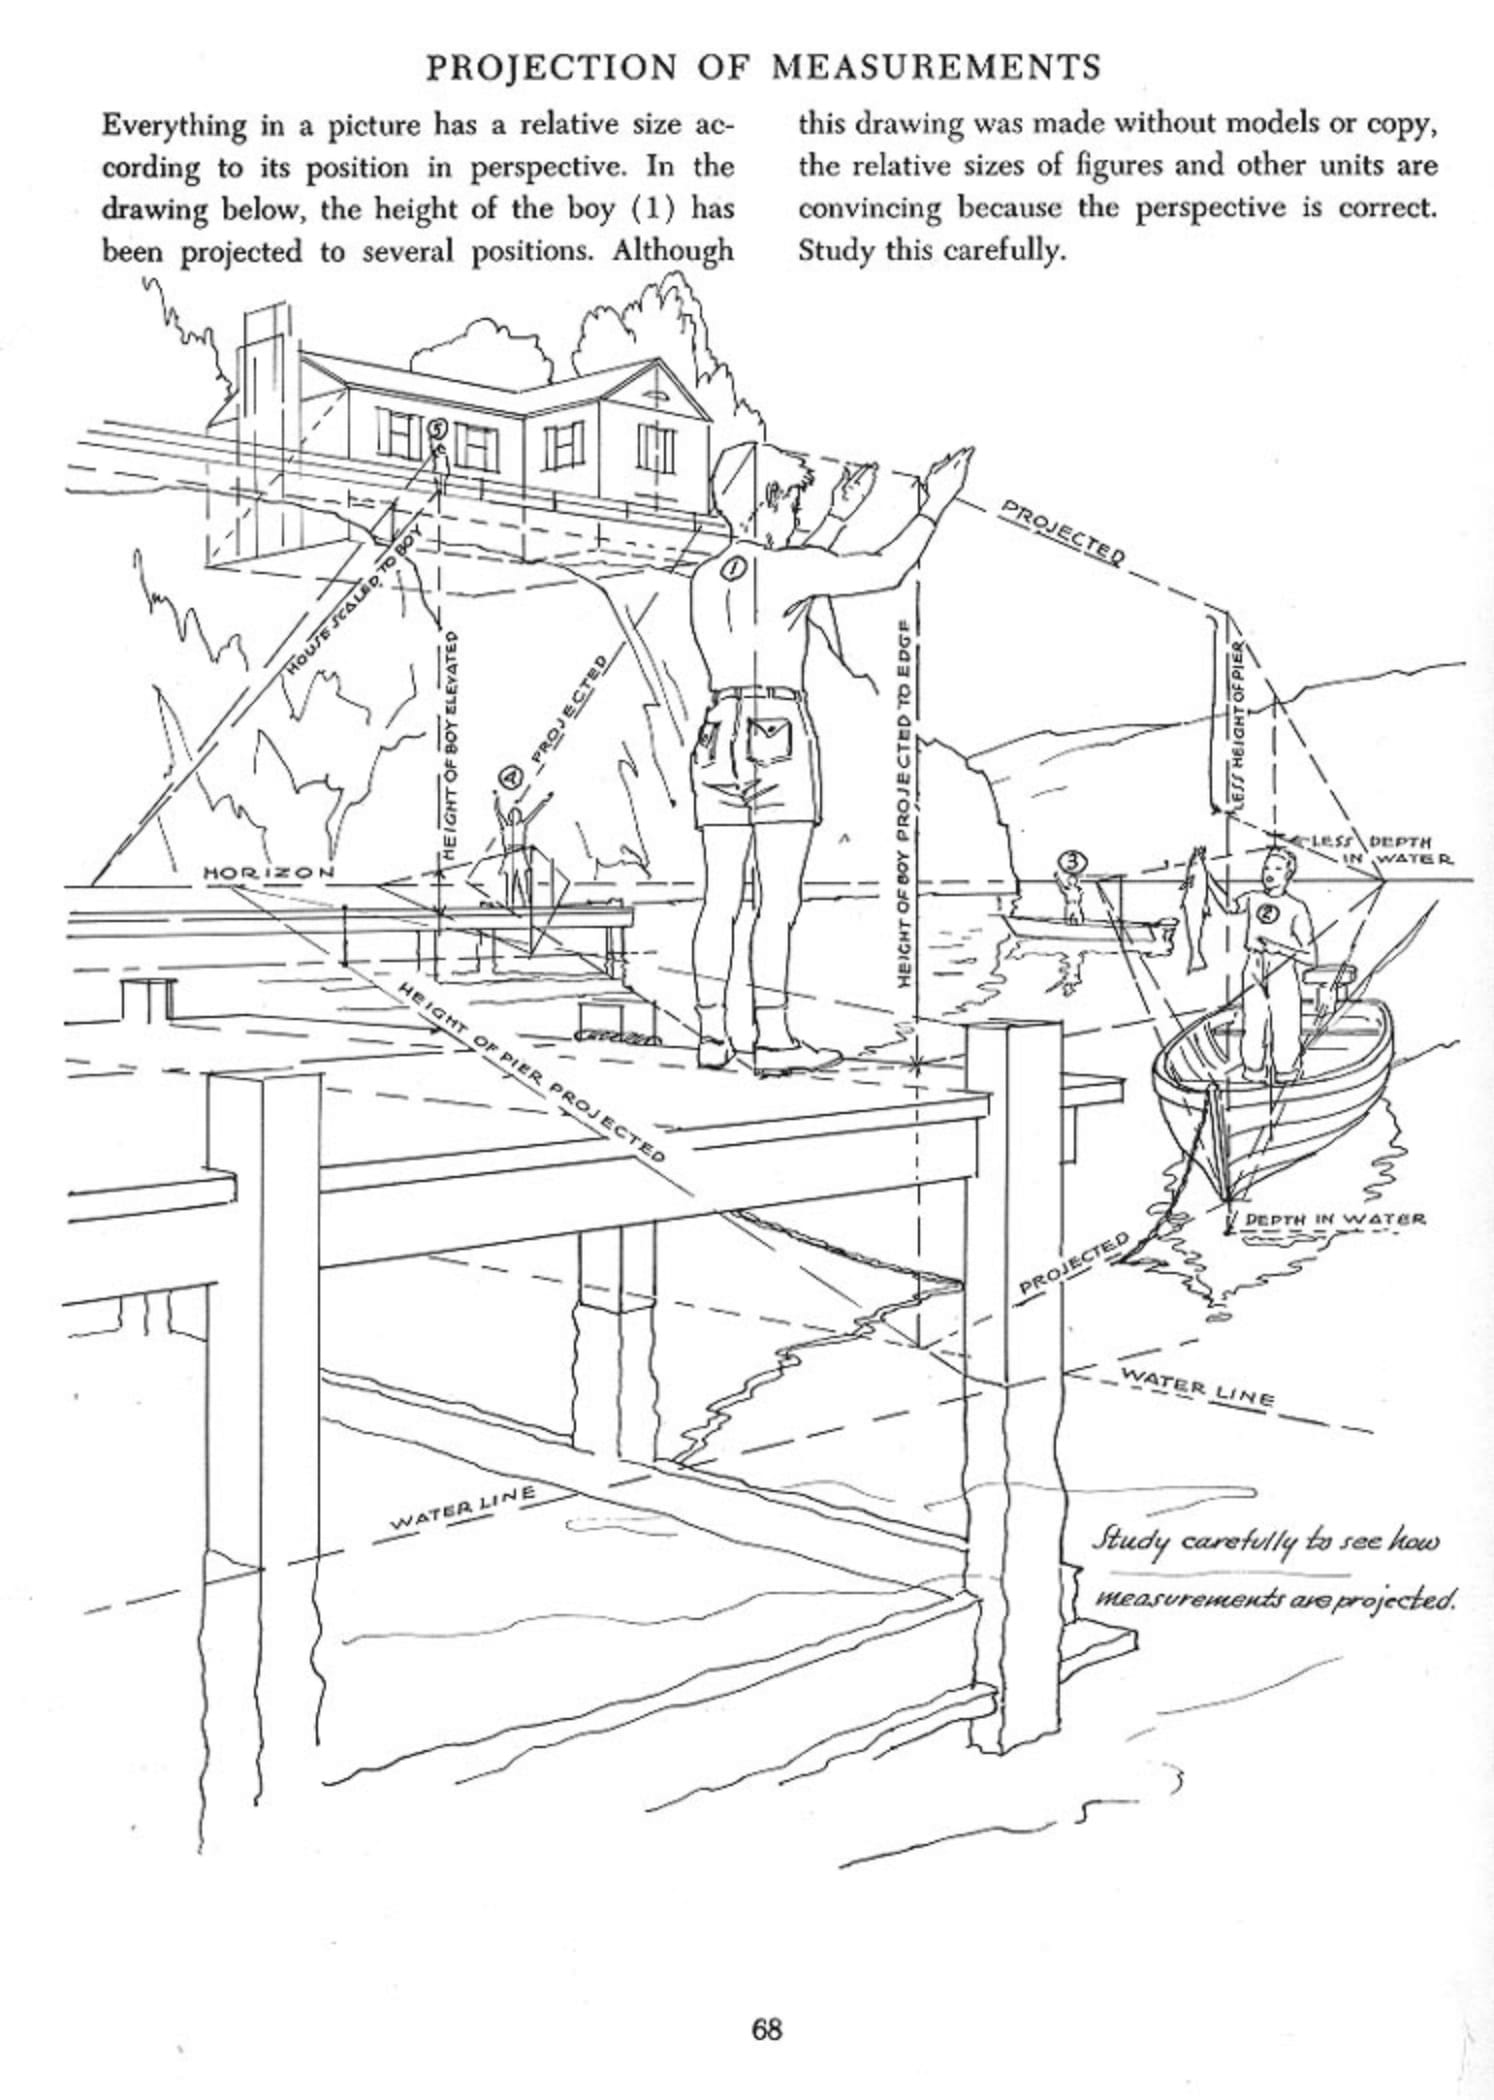 PROJECTION OF MEASUREMENTS
Everything in a picture has a relative size ac-
cording to its position in perspective. In the
drawing below, the height of the boy (1) has
been projected to several positions. Although
this drawing was made without models or copy,
the relative sizes of figures and other units are
convincing because the perspective is correct.
Study this carefully.
5
PROJECTED
HOUSE SCALED TO BOY
1
HEIGHT OF BOY ELEVATED
PROJECTED
HEIGHT OF BOY PROJECTED TO EDGE
LESS HEIGHT OF PIER
4
LESS DEPTH
IN WATER
HORIZON
3
2
HEIGHT OF PIER PROJECTED
DEPTH IN WATER
PROJECTED
WATER LINE
WATER LINE
Study carefully to see how
measurements are projected.
68